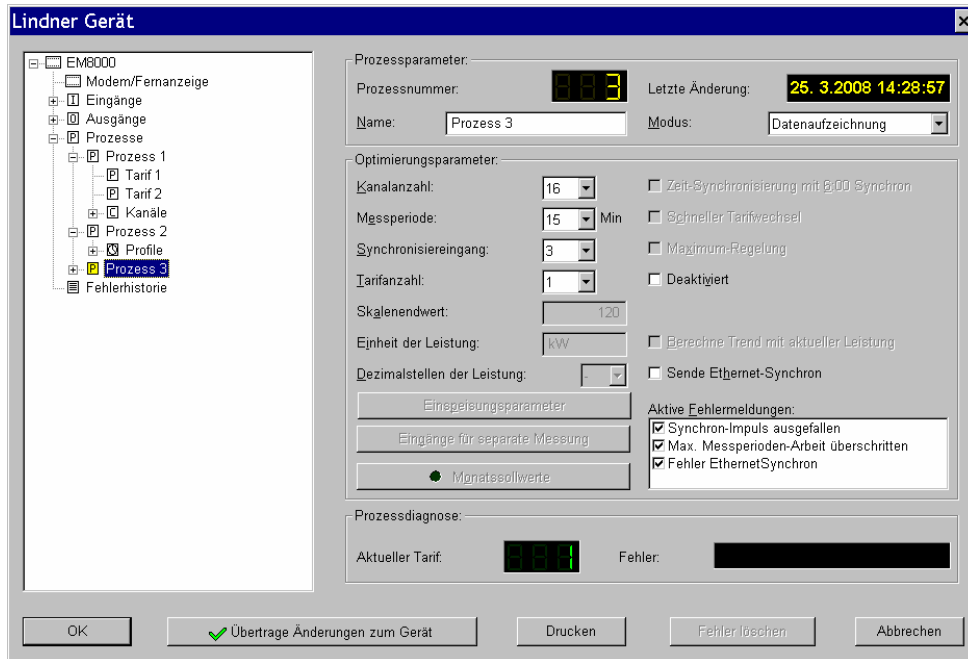 Lindner Gerät
EM8000
Modem/Fernanzeige
Eingänge
Ausgänge
Prozesse
Prozess 1
Tarif 1
Tarif 2
Kanäle
Prozess 2
Profile
Prozess 3
Fehlerhistorie
Prozessparameter:
Prozessnummer: 3 Letzte Änderung: 25. 3.2008 14:28:57
Name: Prozess 3 Modus: Datenaufzeichnung
Optimierungsparameter:
Kanalanzahl: 16 Zeit-Synchronisierung mit 6:00 Synchron
Messperiode: 15 Min Schneller Tarifwechsel
Synchronisiereingang: 3 Maximum-Regelung
Tarifanzahl: 1 Deaktiviert
Skalenendwert: 120
Einheit der Leistung: kW Berechne Trend mit aktueller Leistung
Dezimalstellen der Leistung: - Sende Ethernet-Synchron
Einspeisungsparameter
Eingänge für separate Messung
Monatssollwerte
Aktive Fehlermeldungen:
Synchron-Impuls ausgefallen
Max. Messperioden-Arbeit überschritten
Fehler EthernetSynchron
Prozessdiagnose:
Aktueller Tarif: 1 Fehler:
OK Übertrage Änderungen zum Gerät Drucken Fehler löschen Abbrechen